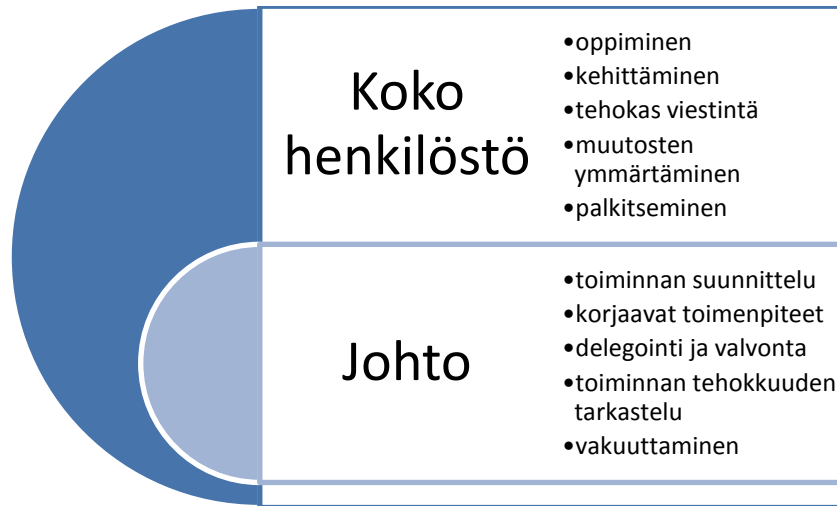 Koko
henkilöstö
•oppiminen
•kehittäminen
•tehokas viestintä
•muutosten
ymmärtäminen
•palkitseminen
Johto
•toiminnan suunnittelu
•korjaavat toimenpiteet
•delegointi ja valvonta
•toiminnan tehokkuuden
tarkastelu
•vakuuttaminen